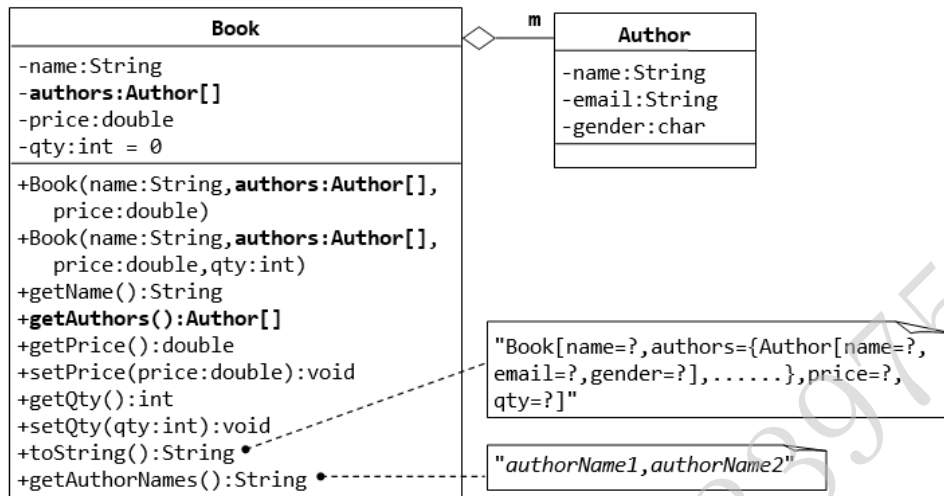 Book
-name:String
-authors:Author[]
-price:double
-qty:int = 0
+Book(name:String,authors:Author[],
price:double)
+Book(name:String,authors:Author[],
price:double,qty:int)
+getName():String
+getAuthors():Author[]
+getPrice():double
+setPrice(price:double):void
+getQty():int
+setQty(qty:int):void
+toString():String
+getAuthorNames():String
m
Author
-name:String
-email:String
-gender:char
"Book[name=?,authors={Author[name=?,
email=?,gender=?],......},price=?,
qty=?]"
"authorName1,authorName2"
3975